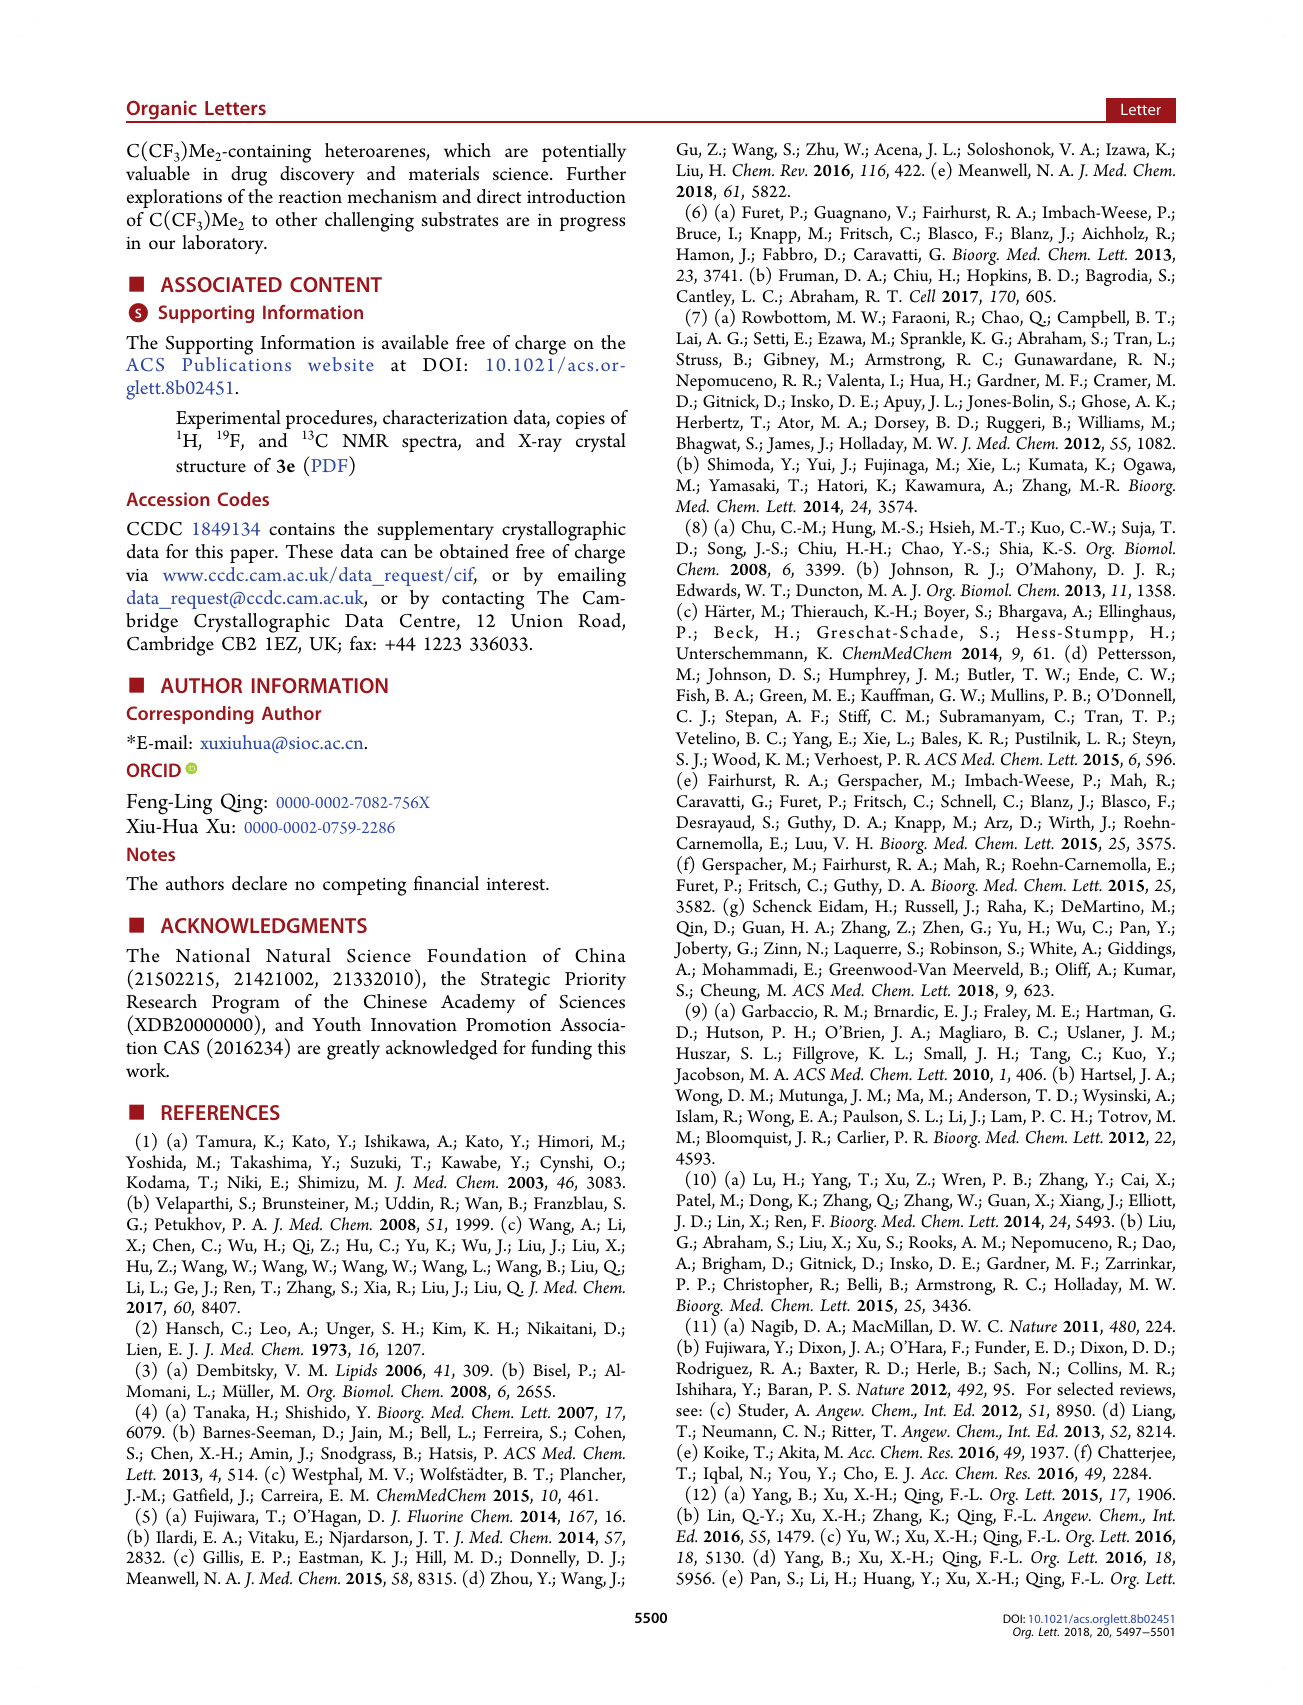 Organic Letters
Letter
C(CF3)Me2-containing heteroarenes, which are potentially
valuable in drug discovery and materials science. Further
explorations of the reaction mechanism and direct introduction
of C(CF3)Me2 to other challenging substrates are in progress
in our laboratory.
■ ASSOCIATED CONTENT
S Supporting Information
The Supporting Information is available free of charge on the
ACS Publications website at DOI: 10.1021/acs.or-
glett.8b02451.
Experimental procedures, characterization data, copies of
1H, 19F, and 13C NMR spectra, and X-ray crystal
structure of 3e (PDF)
Accession Codes
CCDC 1849134 contains the supplementary crystallographic
data for this paper. These data can be obtained free of charge
via www.ccdc.cam.ac.uk/data_request/cif, or by emailing
data_request@ccdc.cam.ac.uk, or by contacting The Cam-
bridge Crystallographic Data Centre, 12 Union Road,
Cambridge CB2 1EZ, UK; fax: +44 1223 336033.
■ AUTHOR INFORMATION
Corresponding Author
*E-mail: xuxiuhua@sioc.ac.cn.
ORCID iD
Feng-Ling Qing: 0000-0002-7082-756X
Xiu-Hua Xu: 0000-0002-0759-2286
Notes
The authors declare no competing financial interest.
■ ACKNOWLEDGMENTS
The National Natural Science Foundation of China
(21502215, 21421002, 21332010), the Strategic Priority
Research Program of the Chinese Academy of Sciences
(XDB20000000), and Youth Innovation Promotion Associa-
tion CAS (2016234) are greatly acknowledged for funding this
work.
■ REFERENCES
(1) (a) Tamura, K.; Kato, Y.; Ishikawa, A.; Kato, Y.; Himori, M.;
Yoshida, M.; Takashima, Y.; Suzuki, T.; Kawabe, Y.; Cynshi, O.;
Kodama, T.; Niki, E.; Shimizu, M. J. Med. Chem. 2003, 46, 3083.
(b) Velaparthi, S.; Brunsteiner, M.; Uddin, R.; Wan, B.; Franzblau, S.
G.; Petukhov, P. A. J. Med. Chem. 2008, 51, 1999. (c) Wang, A.; Li,
X.; Chen, C.; Wu, H.; Qi, Z.; Hu, C.; Yu, K.; Wu, J.; Liu, J.; Liu, X.;
Hu, Z.; Wang, W.; Wang, W.; Wang, W.; Wang, L.; Wang, B.; Liu, Q.;
Li, L.; Ge, J.; Ren, T.; Zhang, S.; Xia, R.; Liu, J.; Liu, Q. J. Med. Chem.
2017, 60, 8407.
(2) Hansch, C.; Leo, A.; Unger, S. H.; Kim, K. H.; Nikaitani, D.;
Lien, E. J. J. Med. Chem. 1973, 16, 1207.
(3) (a) Dembitsky, V. M. Lipids 2006, 41, 309. (b) Bisel, P.; Al-
Momani, L.; Müller, M. Org. Biomol. Chem. 2008, 6, 2655.
(4) (a) Tanaka, H.; Shishido, Y. Bioorg. Med. Chem. Lett. 2007, 17,
6079. (b) Barnes-Seeman, D.; Jain, M.; Bell, L.; Ferreira, S.; Cohen,
S.; Chen, X.-H.; Amin, J.; Snodgrass, B.; Hatsis, P. ACS Med. Chem.
Lett. 2013, 4, 514. (c) Westphal, M. V.; Wolfstädter, B. T.; Plancher,
J.-M.; Gatfield, J.; Carreira, E. M. ChemMedChem 2015, 10, 461.
(5) (a) Fujiwara, T.; O'Hagan, D. J. Fluorine Chem. 2014, 167, 16.
(b) Ilardi, E. A.; Vitaku, E.; Njardarson, J. T. J. Med. Chem. 2014, 57,
2832. (c) Gillis, E. P.; Eastman, K. J.; Hill, M. D.; Donnelly, D. J.;
Meanwell, N. A. J. Med. Chem. 2015, 58, 8315. (d) Zhou, Y.; Wang, J.;
Gu, Z.; Wang, S.; Zhu, W.; Acena, J. L.; Soloshonok, V. A.; Izawa, K.;
Liu, H. Chem. Rev. 2016, 116, 422. (e) Meanwell, N. A. J. Med. Chem.
2018, 61, 5822.
(6) (a) Furet, P.; Guagnano, V.; Fairhurst, R. A.; Imbach-Weese, P.;
Bruce, I.; Knapp, M.; Fritsch, C.; Blasco, F.; Blanz, J.; Aichholz, R.;
Hamon, J.; Fabbro, D.; Caravatti, G. Bioorg. Med. Chem. Lett. 2013,
23, 3741. (b) Fruman, D. A.; Chiu, H.; Hopkins, B. D.; Bagrodia, S.;
Cantley, L. C.; Abraham, R. T. Cell 2017, 170, 605.
(7) (a) Rowbottom, M. W.; Faraoni, R.; Chao, Q.; Campbell, B. T.;
Lai, A. G.; Setti, E.; Ezawa, M.; Sprankle, K. G.; Abraham, S.; Tran, L.;
Struss, B.; Gibney, M.; Armstrong, R. C.; Gunawardane, R. N.;
Nepomuceno, R. R.; Valenta, I.; Hua, H.; Gardner, M. F.; Cramer, M.
D.; Gitnick, D.; Insko, D. E.; Apuy, J. L.; Jones-Bolin, S.; Ghose, A. K.;
Herbertz, T.; Ator, M. A.; Dorsey, B. D.; Ruggeri, B.; Williams, M.;
Bhagwat, S.; James, J.; Holladay, M. W. J. Med. Chem. 2012, 55, 1082.
(b) Shimoda, Y.; Yui, J.; Fujinaga, M.; Xie, L.; Kumata, K.; Ogawa,
M.; Yamasaki, T.; Hatori, K.; Kawamura, A.; Zhang, M.-R. Bioorg.
Med. Chem. Lett. 2014, 24, 3574.
(8) (a) Chu, C.-M.; Hung, M.-S.; Hsieh, M.-T.; Kuo, C.-W.; Suja, T.
D.; Song, J.-S.; Chiu, H.-H.; Chao, Y.-S.; Shia, K.-S. Org. Biomol.
Chem. 2008, 6, 3399. (b) Johnson, R. J.; O'Mahony, D. J. R.;
Edwards, W. T.; Duncton, M. A. J. Org. Biomol. Chem. 2013, 11, 1358.
(c) Härter, M.; Thierauch, K.-H.; Boyer, S.; Bhargava, A.; Ellinghaus,
P.; Beck, H.; Greschat-Schade, S.; Hess-Stumpp, H.;
Unterschemmann, K. ChemMedChem 2014, 9, 61. (d) Pettersson,
M.; Johnson, D. S.; Humphrey, J. M.; Butler, T. W.; Ende, C. W.;
Fish, B. A.; Green, M. E.; Kauffman, G. W.; Mullins, P. B.; O'Donnell,
C. J.; Stepan, A. F.; Stiff, C. M.; Subramanyam, C.; Tran, T. P.;
Vetelino, B. C.; Yang, E.; Xie, L.; Bales, K. R.; Pustilnik, L. R.; Steyn,
S. J.; Wood, K. M.; Verhoest, P. R. ACS Med. Chem. Lett. 2015, 6, 596.
(e) Fairhurst, R. A.; Gerspacher, M.; Imbach-Weese, P.; Mah, R.;
Caravatti, G.; Furet, P.; Fritsch, C.; Schnell, C.; Blanz, J.; Blasco, F.;
Desrayaud, S.; Guthy, D. A.; Knapp, M.; Arz, D.; Wirth, J.; Roehn-
Carnemolla, E.; Luu, V. H. Bioorg. Med. Chem. Lett. 2015, 25, 3575.
(f) Gerspacher, M.; Fairhurst, R. A.; Mah, R.; Roehn-Carnemolla, E.;
Furet, P.; Fritsch, C.; Guthy, D. A. Bioorg. Med. Chem. Lett. 2015, 25,
3582. (g) Schenck Eidam, H.; Russell, J.; Raha, K.; DeMartino, M.;
Qin, D.; Guan, H. A.; Zhang, Z.; Zhen, G.; Yu, H.; Wu, C.; Pan, Y.;
Joberty, G.; Zinn, N.; Laquerre, S.; Robinson, S.; White, A.; Giddings,
A.; Mohammadi, E.; Greenwood-Van Meerveld, B.; Oliff, A.; Kumar,
S.; Cheung, M. ACS Med. Chem. Lett. 2018, 9, 623.
(9) (a) Garbaccio, R. M.; Brnardic, E. J.; Fraley, M. E.; Hartman, G.
D.; Hutson, P. H.; O'Brien, J. A.; Magliaro, B. C.; Uslaner, J. M.;
Huszar, S. L.; Fillgrove, K. L.; Small, J. H.; Tang, C.; Kuo, Y.;
Jacobson, M. A. ACS Med. Chem. Lett. 2010, 1, 406. (b) Hartsel, J. A.;
Wong, D. M.; Mutunga, J. M.; Ma, M.; Anderson, T. D.; Wysinski, A.;
Islam, R.; Wong, E. A.; Paulson, S. L.; Li, J.; Lam, P. C. H.; Totrov, M.
M.; Bloomquist, J. R.; Carlier, P. R. Bioorg. Med. Chem. Lett. 2012, 22,
4593.
(10) (a) Lu, H.; Yang, T.; Xu, Z.; Wren, P. B.; Zhang, Y.; Cai, X.;
Patel, M.; Dong, K.; Zhang, Q.; Zhang, W.; Guan, X.; Xiang, J.; Elliott,
J. D.; Lin, X.; Ren, F. Bioorg. Med. Chem. Lett. 2014, 24, 5493. (b) Liu,
G.; Abraham, S.; Liu, X.; Xu, S.; Rooks, A. M.; Nepomuceno, R.; Dao,
A.; Brigham, D.; Gitnick, D.; Insko, D. E.; Gardner, M. F.; Zarrinkar,
P. P.; Christopher, R.; Belli, B.; Armstrong, R. C.; Holladay, M. W.
Bioorg. Med. Chem. Lett. 2015, 25, 3436.
(11) (a) Nagib, D. A.; MacMillan, D. W. C. Nature 2011, 480, 224.
(b) Fujiwara, Y.; Dixon, J. A.; O'Hara, F.; Funder, E. D.; Dixon, D. D.;
Rodriguez, R. A.; Baxter, R. D.; Herle, B.; Sach, N.; Collins, M. R.;
Ishihara, Y.; Baran, P. S. Nature 2012, 492, 95. For selected reviews,
see: (c) Studer, A. Angew. Chem., Int. Ed. 2012, 51, 8950. (d) Liang,
T.; Neumann, C. N.; Ritter, T. Angew. Chem., Int. Ed. 2013, 52, 8214.
(e) Koike, T.; Akita, M. Acc. Chem. Res. 2016, 49, 1937. (f) Chatterjee,
T.; Iqbal, N.; You, Y.; Cho, E. J. Acc. Chem. Res. 2016, 49, 2284.
(12) (a) Yang, B.; Xu, X.-H.; Qing, F.-L. Org. Lett. 2015, 17, 1906.
(b) Lin, Q.-Y.; Xu, X.-H.; Zhang, K.; Qing, F.-L. Angew. Chem., Int.
Ed. 2016, 55, 1479. (c) Yu, W.; Xu, X.-H.; Qing, F.-L. Org. Lett. 2016,
18, 5130. (d) Yang, B.; Xu, X.-H.; Qing, F.-L. Org. Lett. 2016, 18,
5956. (e) Pan, S.; Li, H.; Huang, Y.; Xu, X.-H.; Qing, F.-L. Org. Lett.
5500
DOI: 10.1021/acs.orglett.8b02451
Org. Lett. 2018, 20, 5497−5501